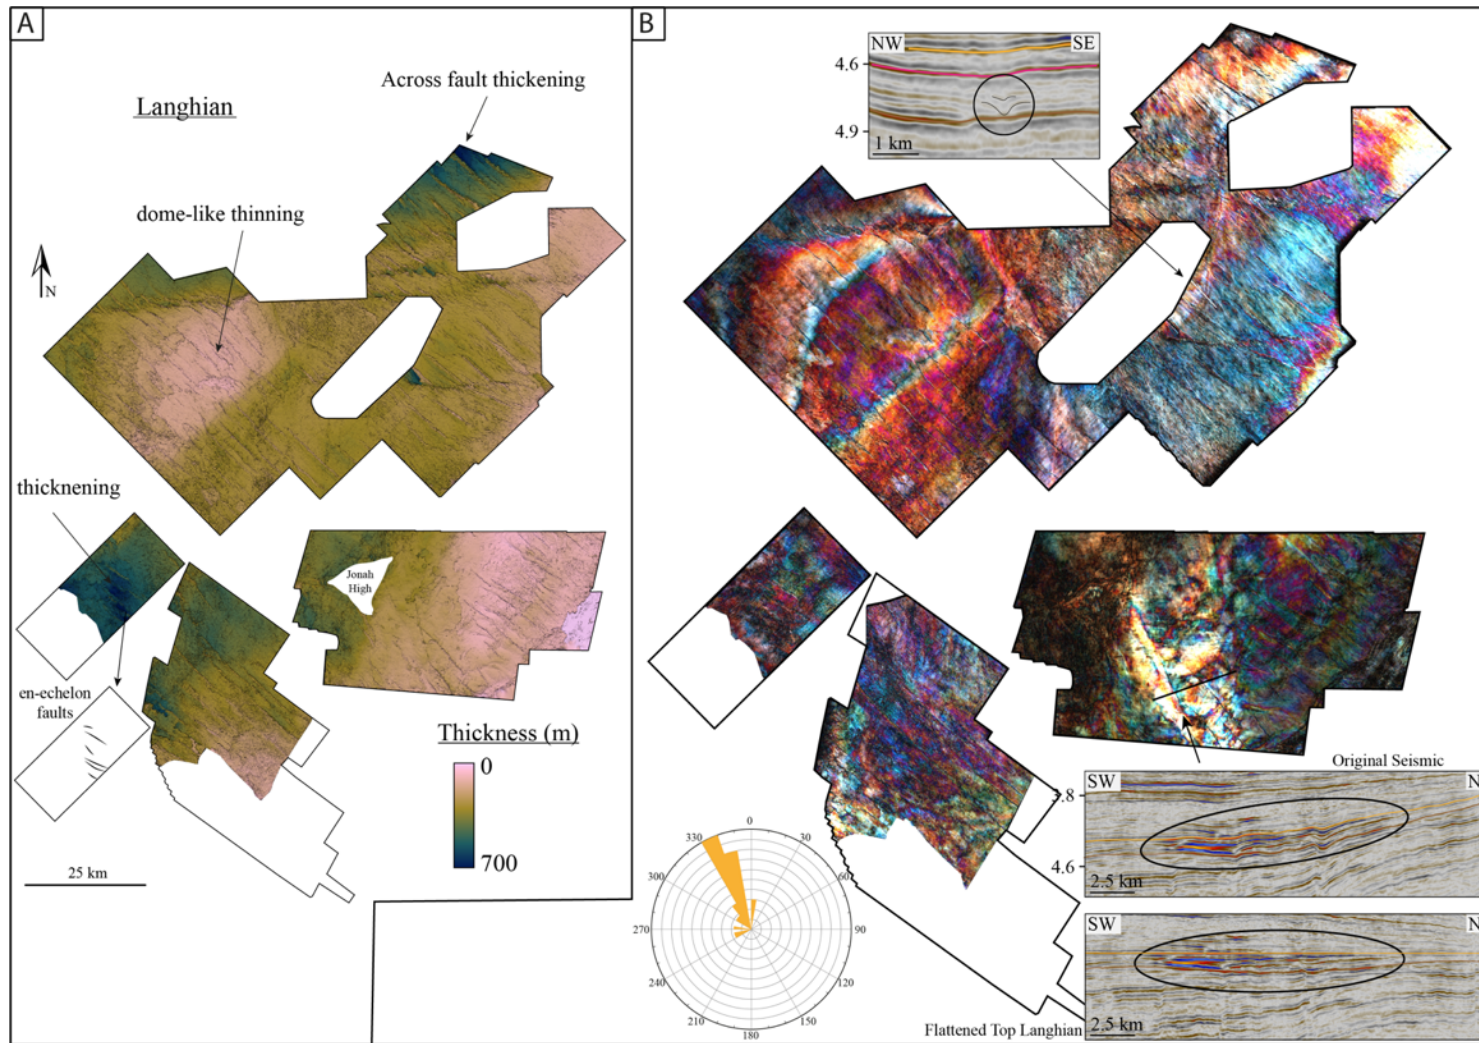 A
Langhian
Across fault thickening
dome-like thinning
N
thicknening
Jonah
High
en-echelon
faults
Thickness (m)
0
700
25 km
B
NW
SE
4.6
4.9
1 km
Original Seismic
SW
N
3.8
4.6
2.5 km
SW
N
2.5 km
Flattened Top Langhian
0
30
60
90
120
150
180
210
240
270
300
330